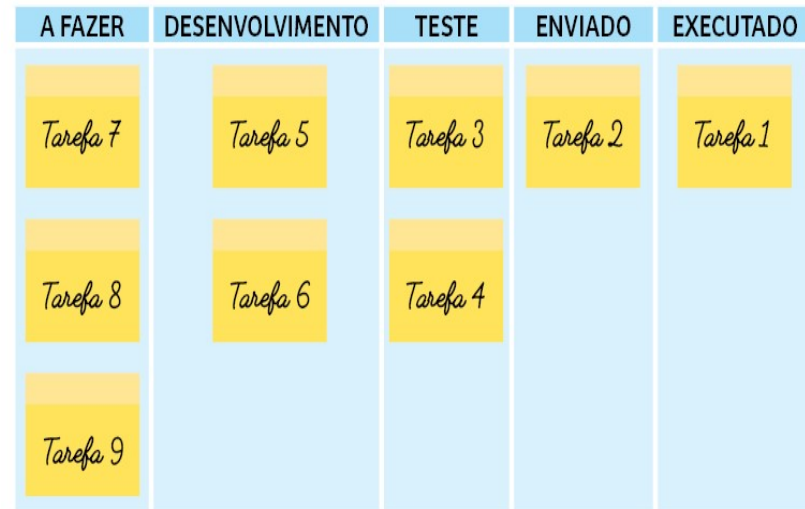 A FAZER DESENVOLVIMENTO TESTE ENVIADO EXECUTADO
Tarefa 7 Tarefa 5 Tarefa 3 Tarefa 2 Tarefa 1
Tarefa 8 Tarefa 6 Tarefa 4
Tarefa 9